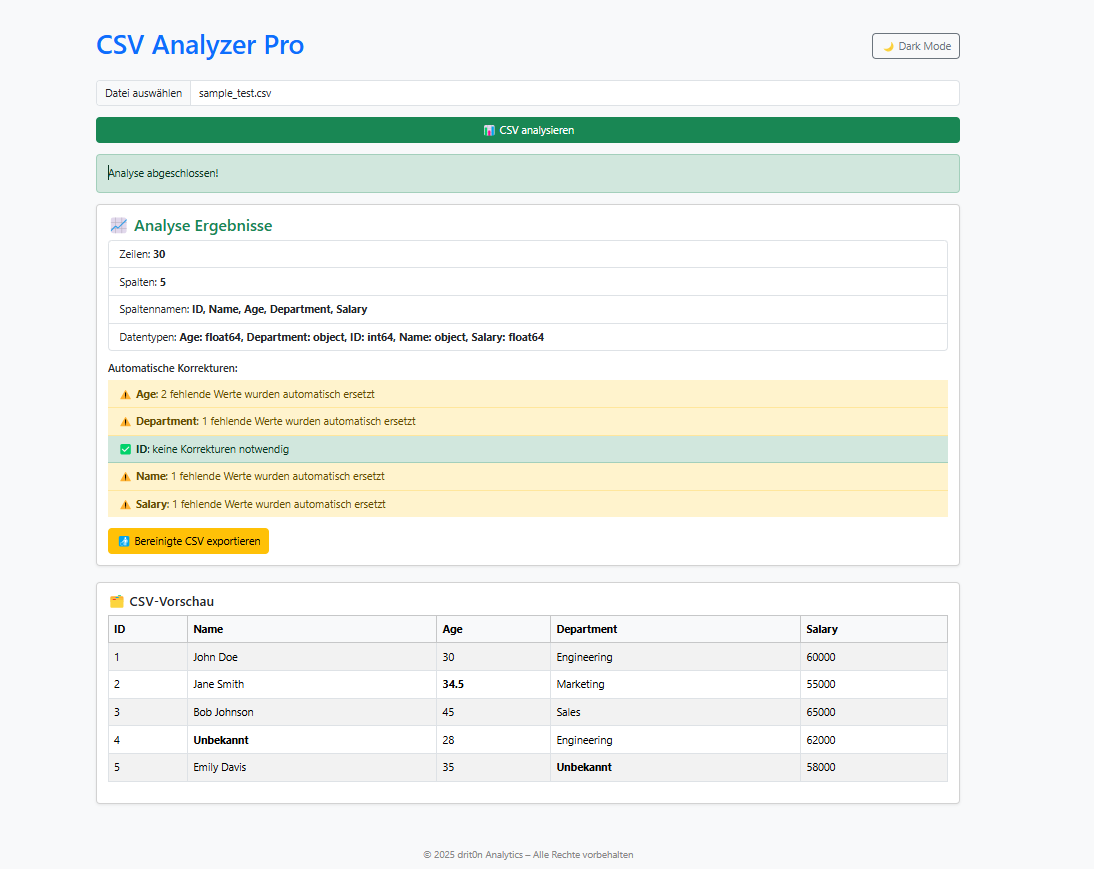 CSV Analyzer Pro
🌙 Dark Mode
Datei auswählen sample_test.csv
📊 CSV analysieren
Analyse abgeschlossen!
📈 Analyse Ergebnisse
Zeilen: 30
Spalten: 5
Spaltennamen: ID, Name, Age, Department, Salary
Datentypen: Age: float64, Department: object, ID: int64, Name: object, Salary: float64
Automatische Korrekturen:
⚠️ Age: 2 fehlende Werte wurden automatisch ersetzt
⚠️ Department: 1 fehlende Werte wurden automatisch ersetzt
✅ ID: keine Korrekturen notwendig
⚠️ Name: 1 fehlende Werte wurden automatisch ersetzt
⚠️ Salary: 1 fehlende Werte wurden automatisch ersetzt
Bereinigte CSV exportieren
🗂️ CSV-Vorschau
ID Name Age Department Salary
1 John Doe 30 Engineering 60000
2 Jane Smith 34.5 Marketing 55000
3 Bob Johnson 45 Sales 65000
4 Unbekannt 28 Engineering 62000
5 Emily Davis 35 Unbekannt 58000
© 2025 drit0n Analytics – Alle Rechte vorbehalten